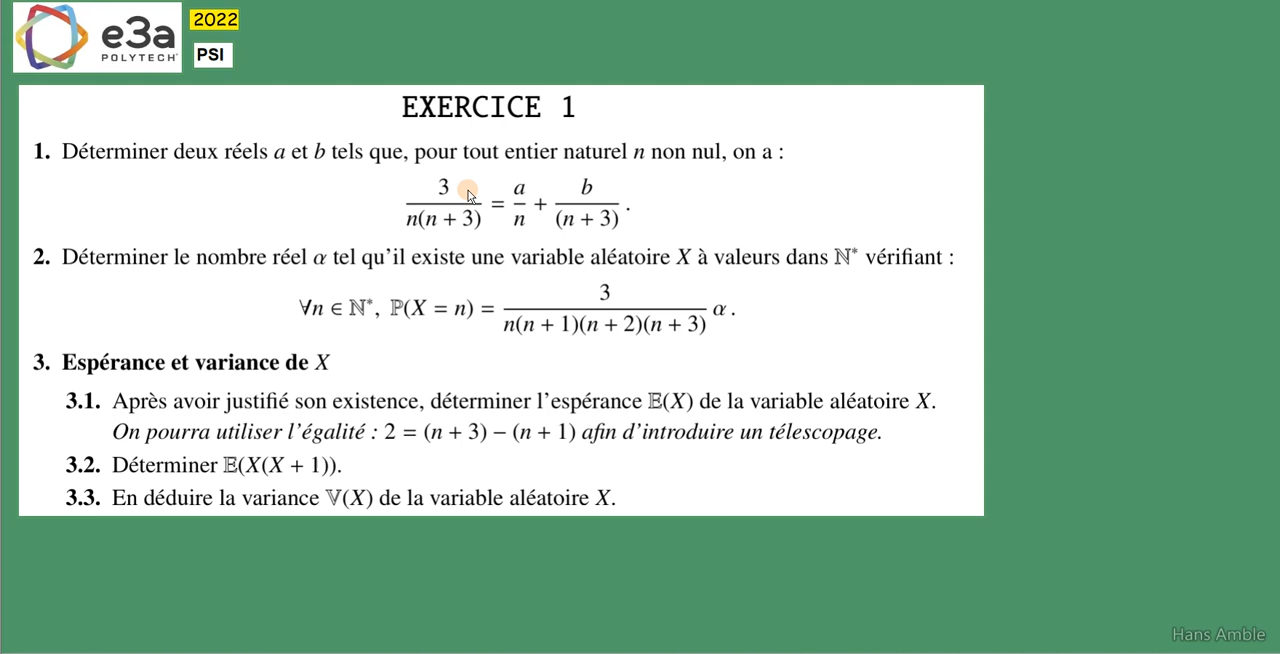 e3a
POLYTECH
2022
PSI
EXERCICE 1
1. Déterminer deux réels a et b tels que, pour tout entier naturel n non nul, on a :
3/(n(n + 3)) = a/n + b/((n + 3)) .
2. Déterminer le nombre réel α tel qu'il existe une variable aléatoire X à valeurs dans ℕ* vérifiant :
∀n ∈ ℕ*, ℙ(X = n) = 3/(n(n + 1)(n + 2)(n + 3)) α .
3. Espérance et variance de X
3.1. Après avoir justifié son existence, déterminer l'espérance 𝔼(X) de la variable aléatoire X.
On pourra utiliser l'égalité : 2 = (n + 3) − (n + 1) afin d'introduire un télescopage.
3.2. Déterminer 𝔼(X(X + 1)).
3.3. En déduire la variance 𝕍(X) de la variable aléatoire X.
Hans Amble